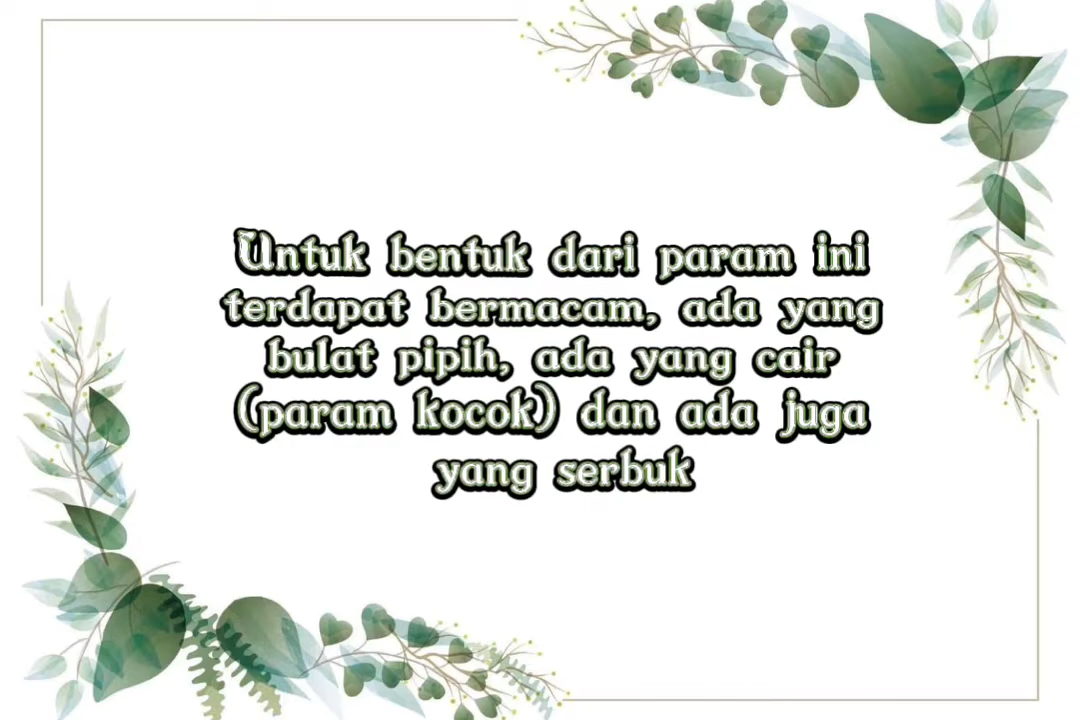 Untuk bentuk dari param ini
terdapat bermacam, ada yang
bulat pipih, ada yang cair
(param kocok) dan ada juga
yang serbuk